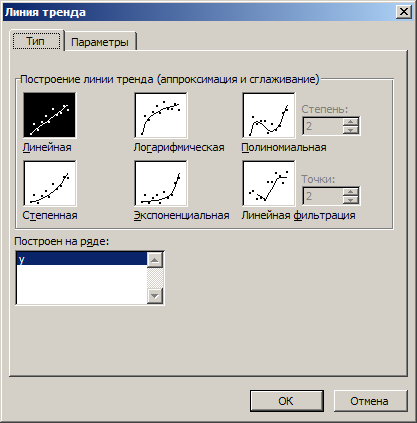 Линия тренда
Тип
Параметры
Построение линии тренда (аппроксимация и сглаживание)
Линейная
Логарифмическая
Полиномиальная
Степень:
2
Степенная
Экспоненциальная
Линейная фильтрация
Точки:
2
Построен на ряде:
y
ОК
Отмена